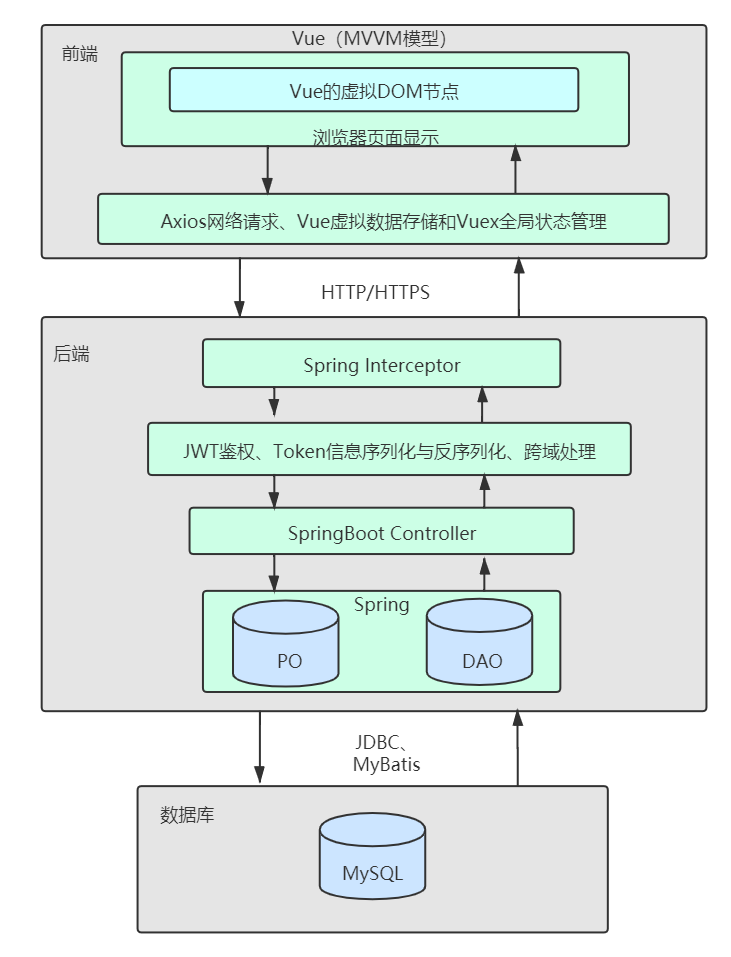 Vue（MVVM模型）
前端
Vue的虚拟DOM节点
浏览器页面显示
Axios网络请求、Vue虚拟数据存储和Vuex全局状态管理
HTTP/HTTPS
后端
Spring Interceptor
JWT鉴权、Token信息序列化与反序列化、跨域处理
SpringBoot Controller
Spring
PO
DAO
JDBC、
MyBatis
数据库
MySQL